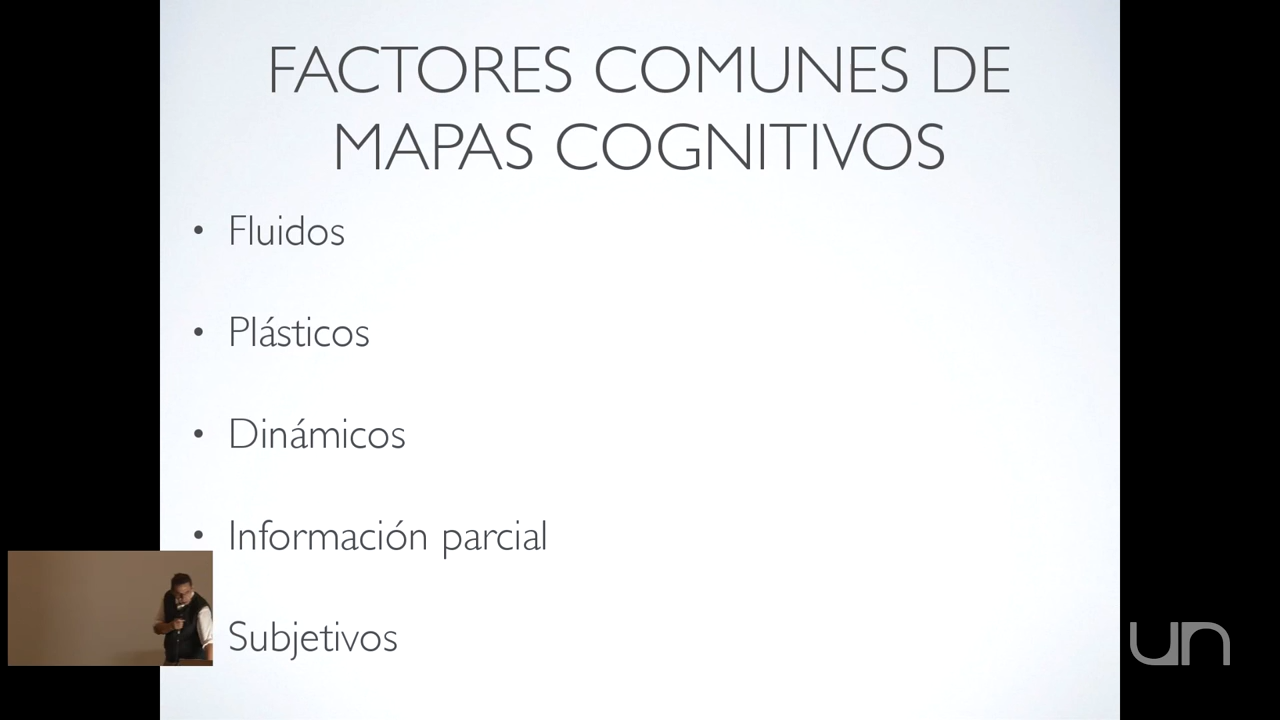 FACTORES COMUNES DE
MAPAS COGNITIVOS
• Fluidos
• Plásticos
• Dinámicos
• Información parcial
Subjetivos
un